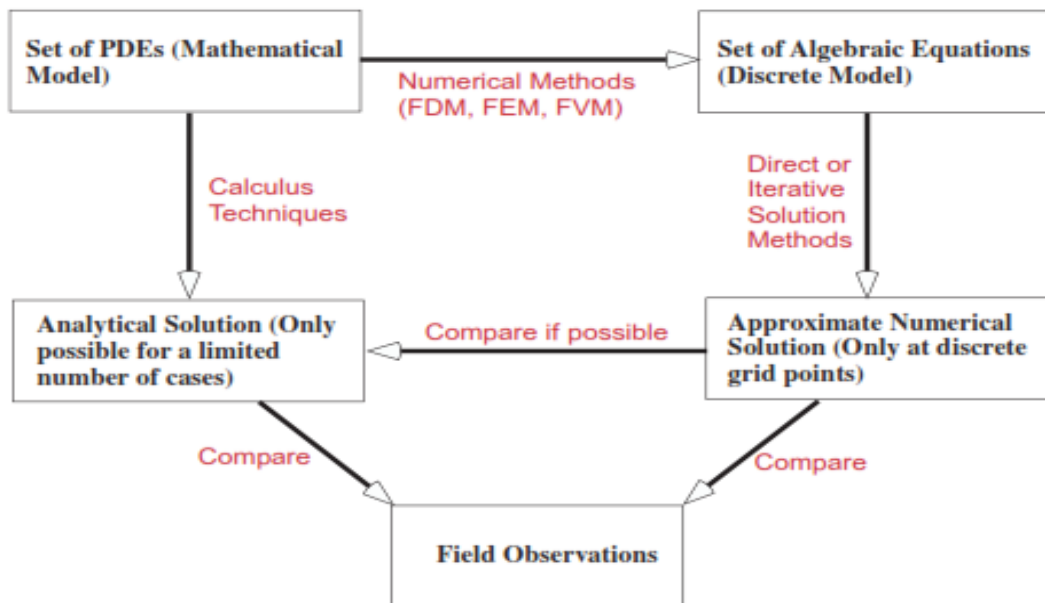 Set of PDEs (Mathematical
Model)
Numerical Methods
(FDM, FEM, FVM)
Set of Algebraic Equations
(Discrete Model)
Calculus
Techniques
Direct or
Iterative
Solution
Methods
Analytical Solution (Only
possible for a limited
number of cases)
Compare if possible
Approximate Numerical
Solution (Only at discrete
grid points)
Compare
Compare
Field Observations